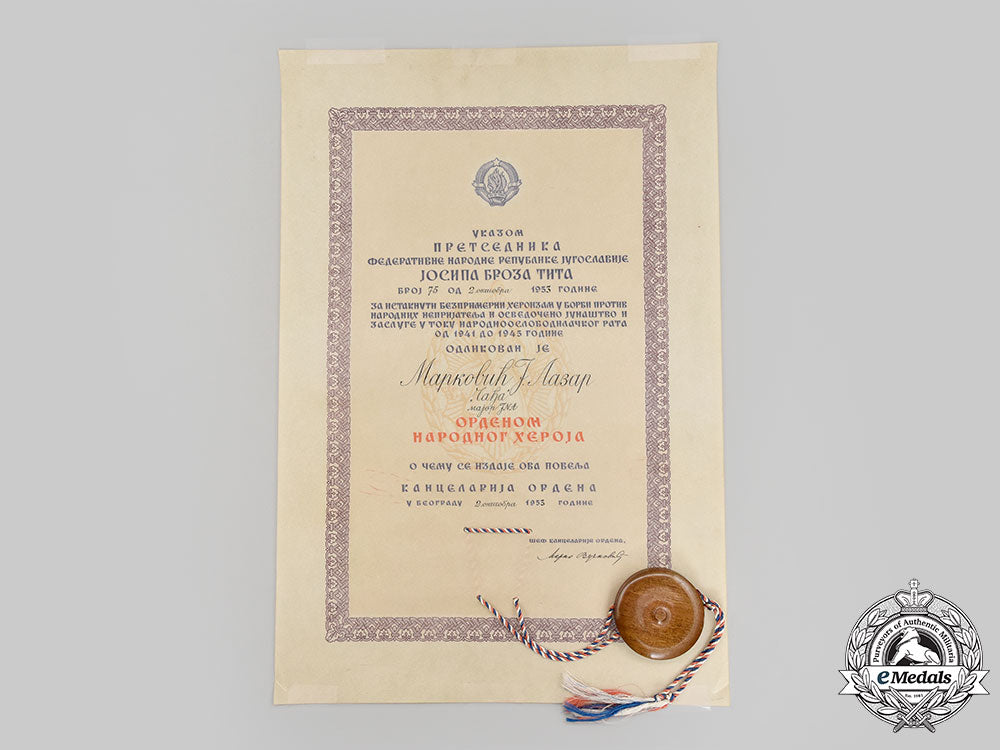 УКАЗОМ
ПРЕТСЕДНИКА
ФЕДЕРАТИВНЕ НАРОДНЕ РЕПУБЛИКЕ ЈУГОСЛАВИЈЕ
ЈОСИПА БРОЗА ТИТА
БРОЈ 75 ОД 2 октобра 1953 ГОДИНЕ
ЗА ИСТАКНУТИ БЕЗПРИМЕРНИ ХЕРОИЗАМ У БОРБИ ПРОТИВ
НАРОДНИХ НЕПРИЈАТЕЉА И ОСВЕДОЧЕНО ЈУНАШТВО И
ЗАСЛУГЕ У ТОКУ НАРОДНООСЛОБОДИЛАЧКОГ РАТА
ОД 1941 ДО 1945 ГОДИНЕ
ОДЛИКОВАН ЈЕ
Марковић Ј. Лазар
"Чађа"
мајор ЈНА
ОРДЕНОМ
НАРОДНОГ ХЕРОЈА
О ЧЕМУ СЕ ИЗДАЈЕ ОВА ПОВЕЉА
КАНЦЕЛАРИЈА ОРДЕНА
У БЕОГРАДУ 2 октобра 1953 ГОДИНЕ
ШЕФ КАНЦЕЛАРИЈЕ ОРДЕНА,
Purveyors of Authentic Militaria
eMedals